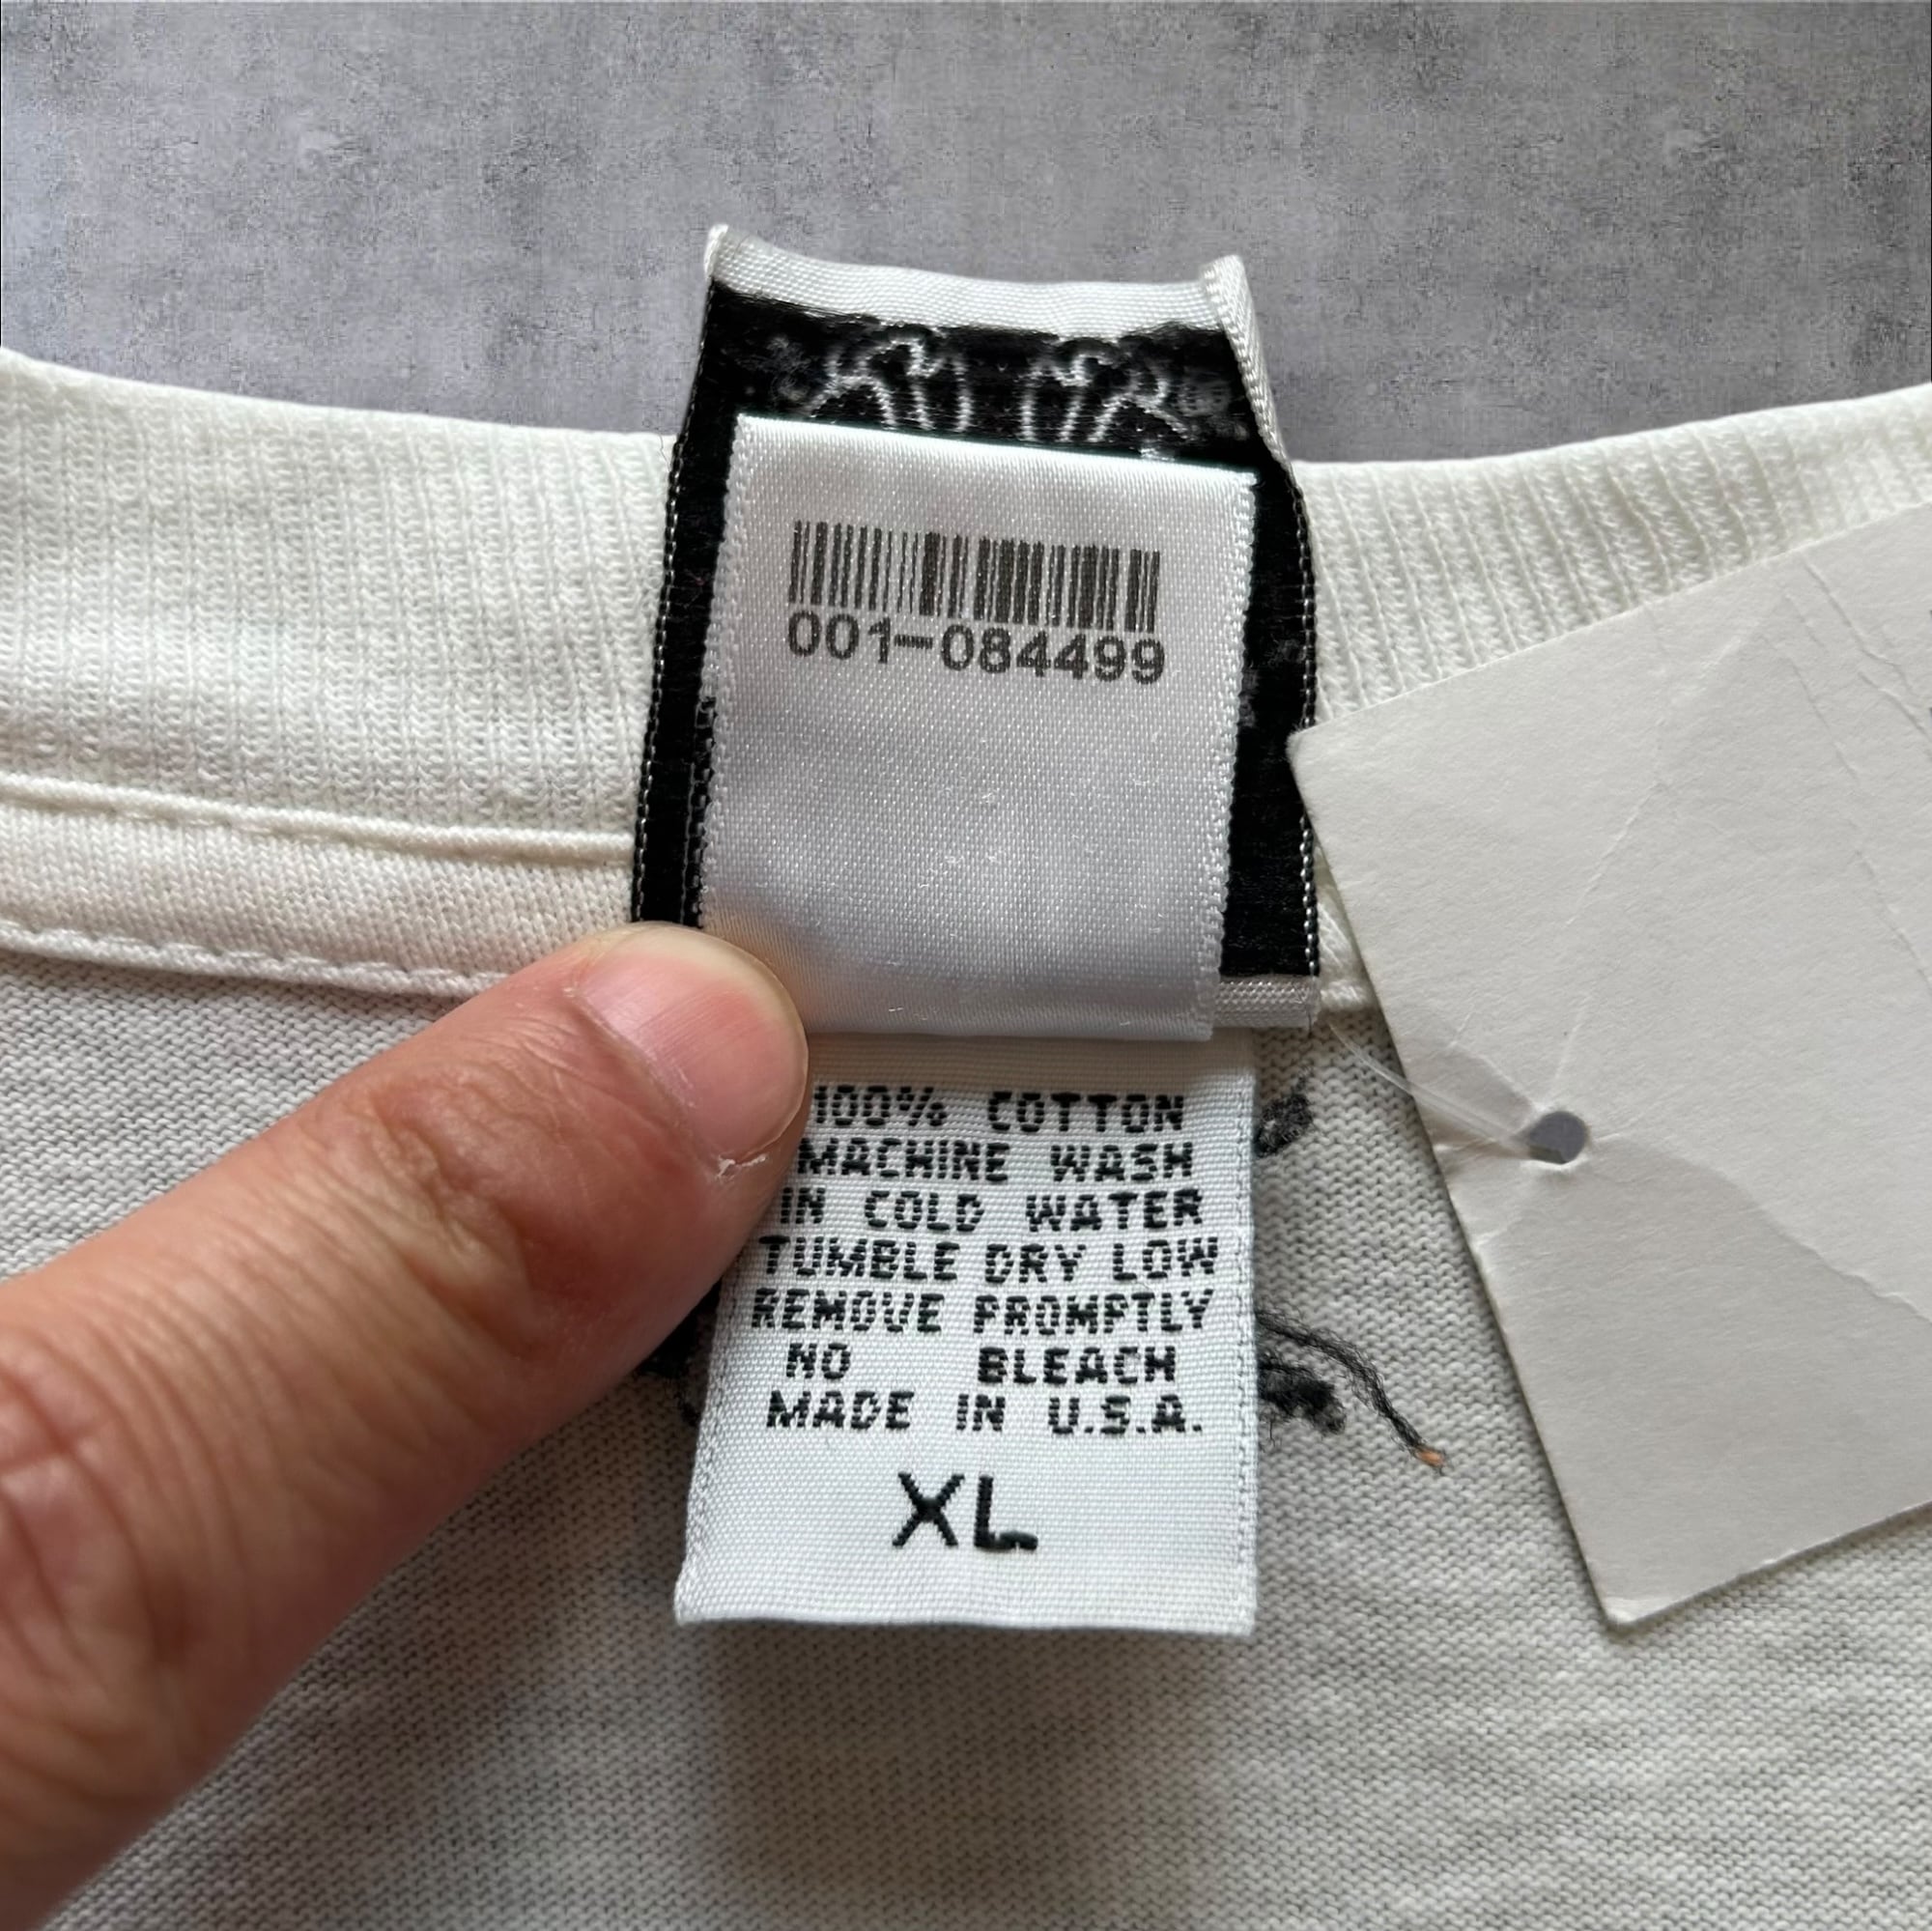 001-084499
100% COTTON
MACHINE WASH
IN COLD WATER
TUMBLE DRY LOW
REMOVE PROMPTLY
NO BLEACH
MADE IN U.S.A.
XL